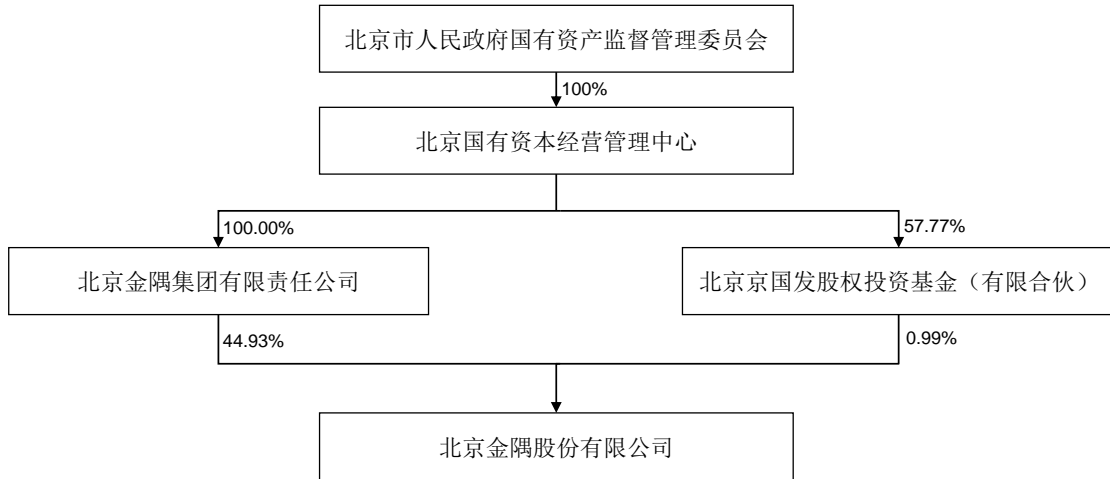 北京市人民政府国有资产监督管理委员会
100%
北京国有资本经营管理中心
100.00%
57.77%
北京金隅集团有限责任公司
北京京国发股权投资基金（有限合伙）
44.93%
0.99%
北京金隅股份有限公司